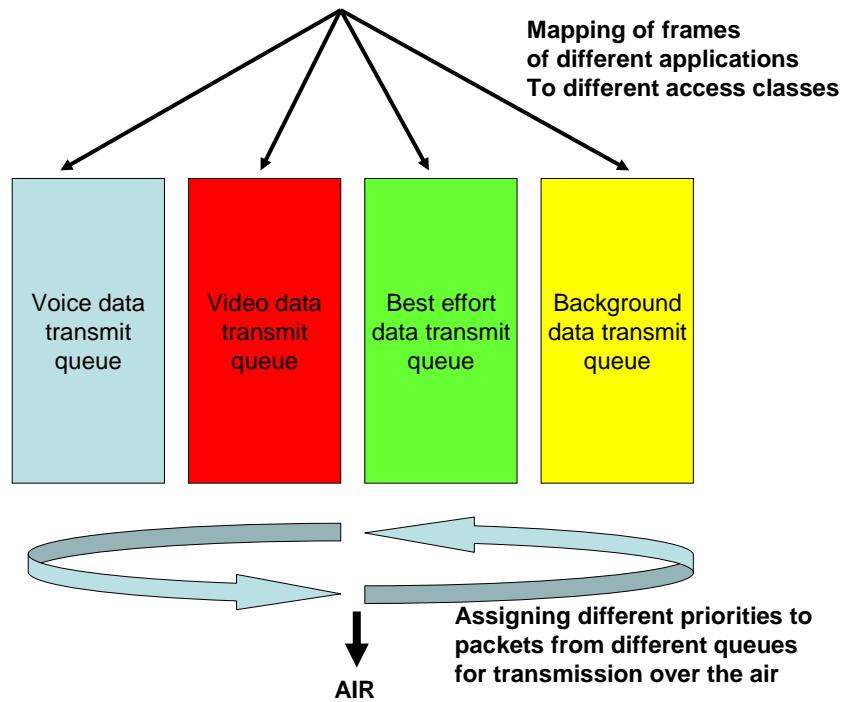 Mapping of frames
of different applications
To different access classes
Voice data
transmit
queue
Video data
transmit
queue
Best effort
data transmit
queue
Background
data transmit
queue
Assigning different priorities to
packets from different queues
for transmission over the air
AIR